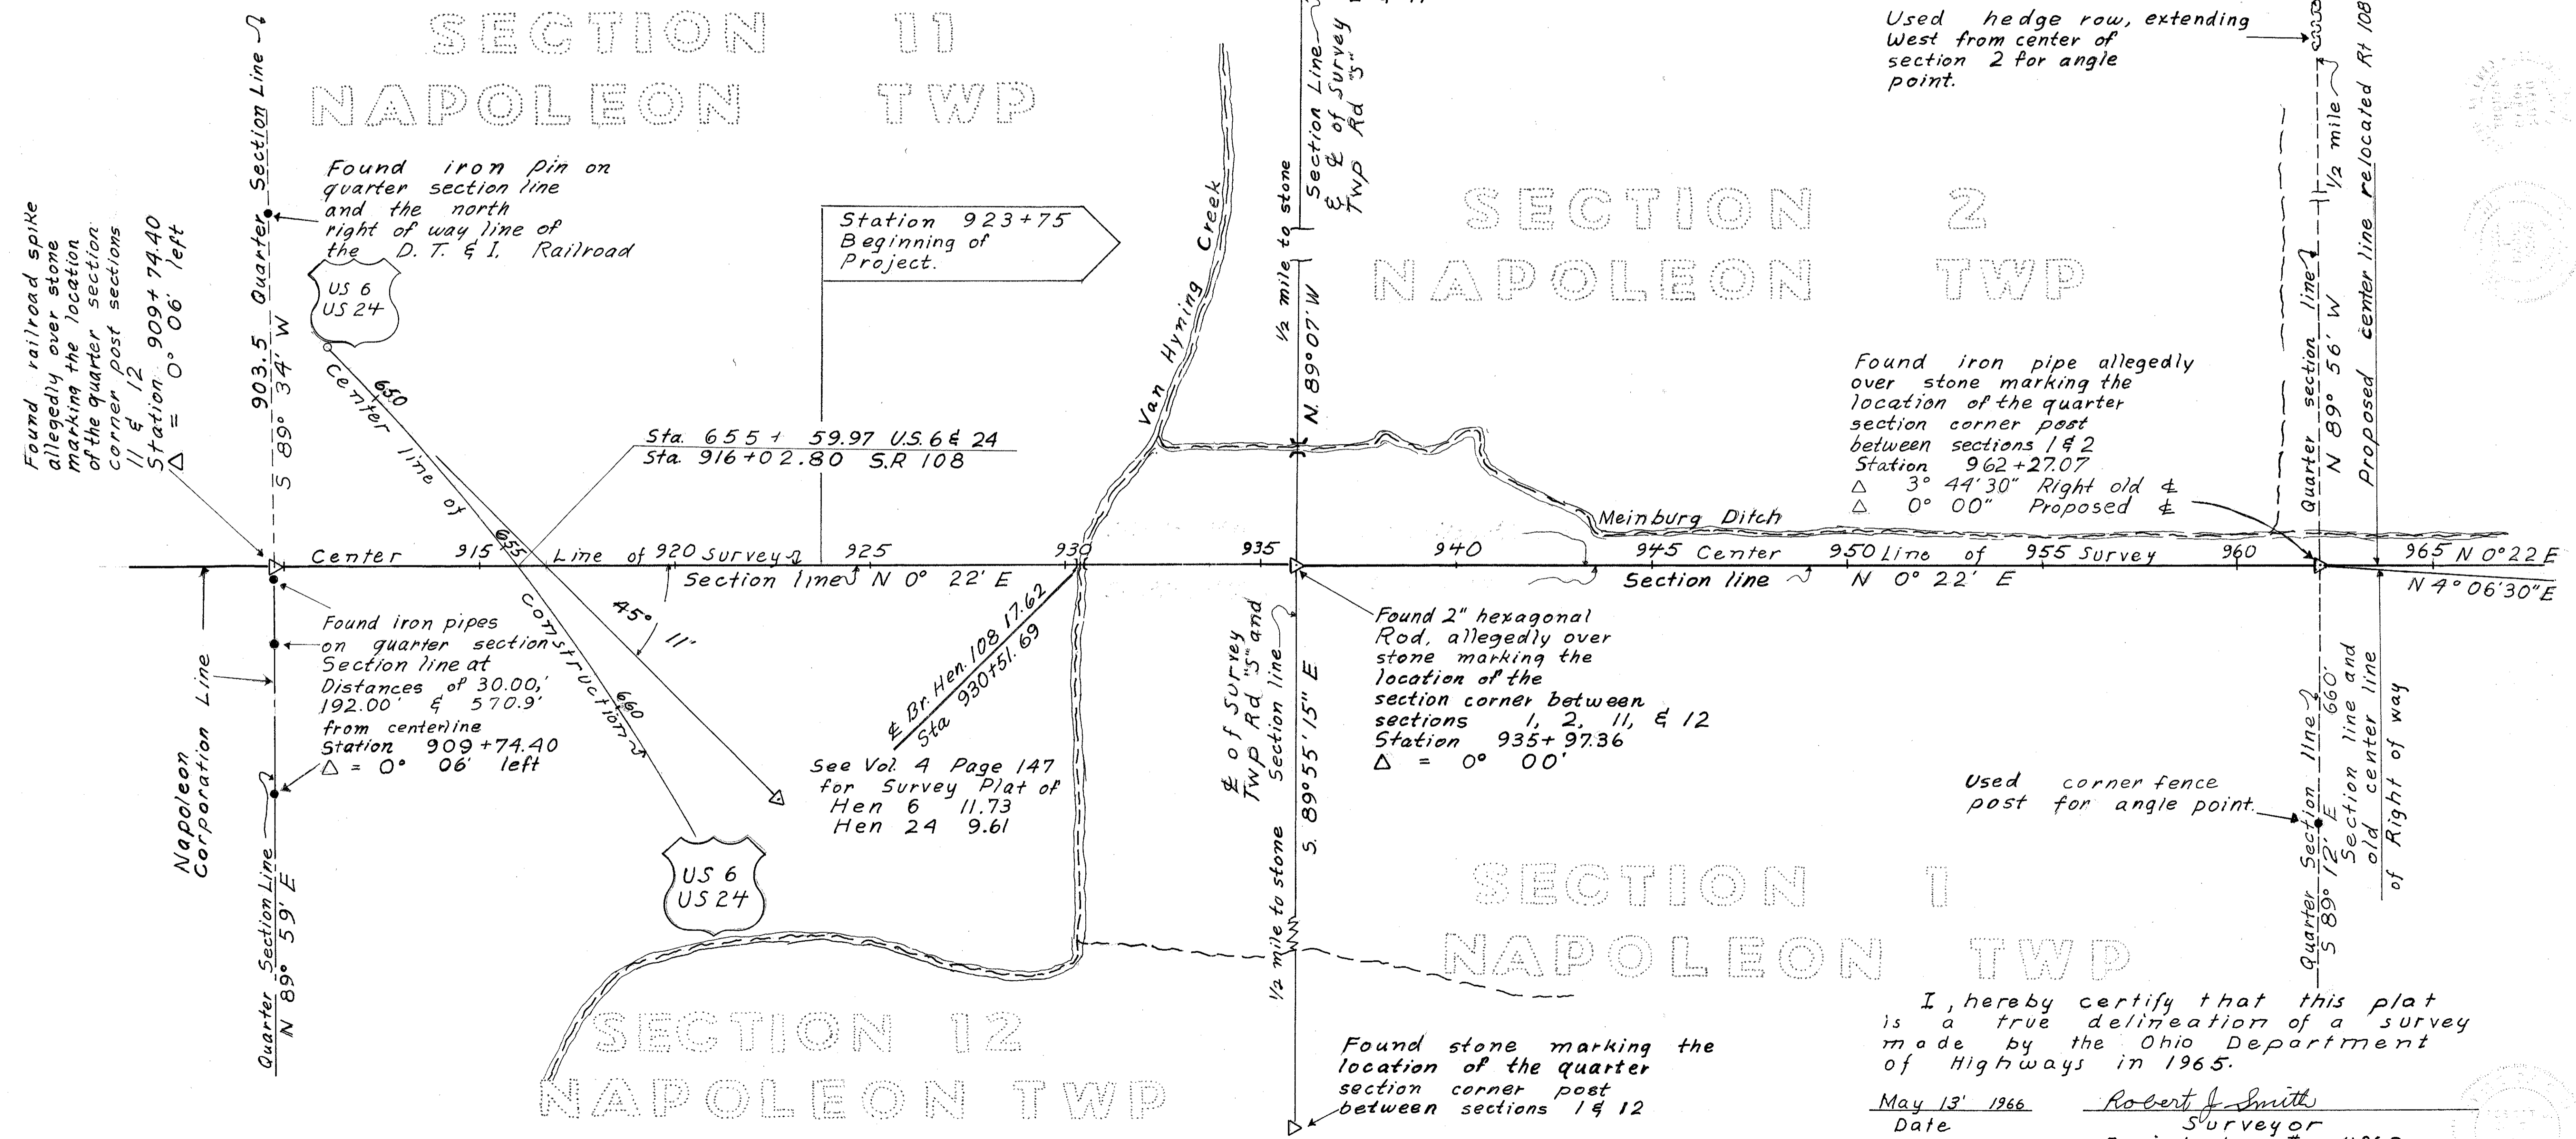 SECTION 11
NAPOLEON TWP
Quarter Section Line
903.5
S 89° 34' W
Found railroad spike
allegedly over stone
marking the location
of the quarter section
corner post sections
11 & 12
Station 909+74.40
△ = 0° 06' left
Found iron pin on
quarter section line
and the north
right of way line of
the D. T. & I. Railroad
US 6
US 24
Center line of construction
650
655
660
Station 923+75
Beginning of
Project.
Sta. 655+59.97 U.S. 6 & 24
Sta. 916+02.80 S.R 108
Van Hyning Creek
Section Line
& ℄ of Survey
Twp Rd "S"
1/2 mile to stone
N. 89° 07' W
Used hedge row, extending
West from center of
section 2 for angle
point.
SECTION 2
NAPOLEON TWP
Quarter section line
1/2 mile
N 89° 56' W
Proposed center line relocated Rt 108
Found iron pipe allegedly
over stone marking the
location of the quarter
section corner post
between sections 1 & 2
Station 962+27.07
△ 3° 44' 30" Right old ℄
△ 0° 00" Proposed ℄
Meinburg Ditch
Center 915 Line of 920 Survey 925 930 935 940 945 Center 950 Line of 955 Survey 960 965 N 0° 22 E
Section line N 0° 22' E
Section line N 0° 22' E
N 4° 06' 30" E
Napoleon
Corporation Line
Found iron pipes
on quarter section
Section line at
Distances of 30.00,'
192.00' & 570.9'
from centerline
Station 909+74.40
△ = 0° 06' left
Quarter Section Line
N 89° 59' E
45° 11'
℄ Br. Hen. 108 17.62
Sta 930+51.69
See Vol. 4 Page 147
for Survey Plat of
Hen 6 11.73
Hen 24 9.61
US 6
US 24
℄ of Survey
Twp Rd "S" and
Section line
S. 89° 55' 15" E
1/2 mile to stone
Found 2" hexagonal
Rod, allegedly over
stone marking the
location of the
section corner between
sections 1, 2, 11, & 12
Station 935+97.36
△ = 0° 00'
Used corner fence
post for angle point.
Quarter Section line
660'
S 89° 12' E
Section line and
old center line
of Right of way
SECTION 1
NAPOLEON TWP
SECTION 12
NAPOLEON TWP
Found stone marking the
location of the quarter
section corner post
between sections 1 & 12
I, hereby certify that this plat
is a true delineation of a survey
made by the Ohio Department
of Highways in 1965.
May 13' 1966 Robert J Smith
Date Surveyor